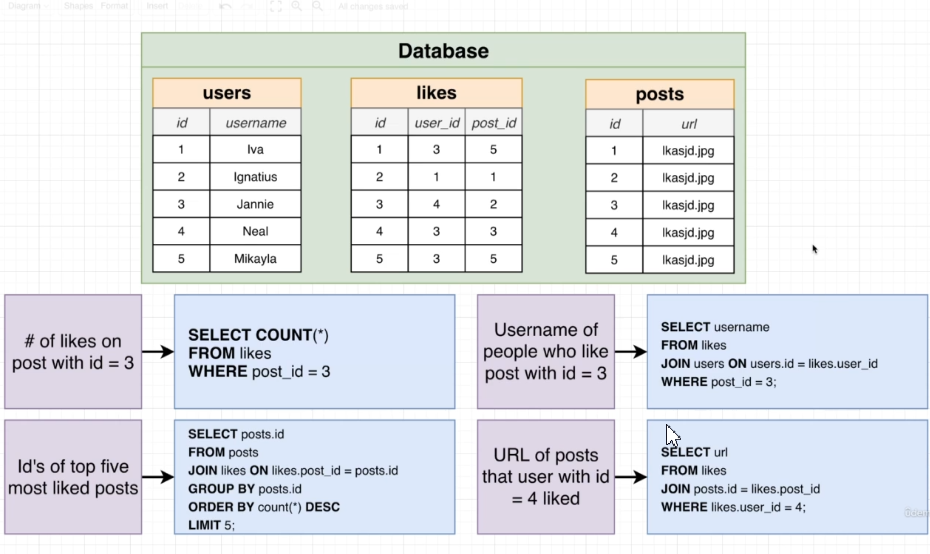 Diagram Shapes Format Insert All changes saved
Database
users
id username
1 Iva
2 Ignatius
3 Jannie
4 Neal
5 Mikayla
likes
id user_id post_id
1 3 5
2 1 1
3 4 2
4 3 3
5 3 5
posts
id url
1 lkasjd.jpg
2 lkasjd.jpg
3 lkasjd.jpg
4 lkasjd.jpg
5 lkasjd.jpg
# of likes on
post with id = 3
SELECT COUNT(*)
FROM likes
WHERE post_id = 3
Username of
people who like
post with id = 3
SELECT username
FROM likes
JOIN users ON users.id = likes.user_id
WHERE post_id = 3;
Id's of top five
most liked posts
SELECT posts.id
FROM posts
JOIN likes ON likes.post_id = posts.id
GROUP BY posts.id
ORDER BY count(*) DESC
LIMIT 5;
URL of posts
that user with id
= 4 liked
SELECT url
FROM likes
JOIN posts.id = likes.post_id
WHERE likes.user_id = 4;